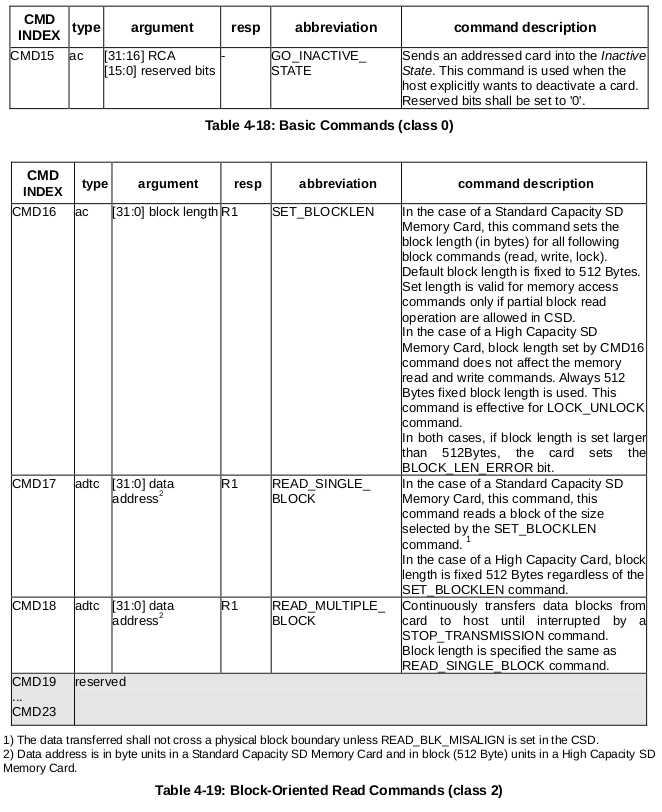 CMD INDEX type argument resp abbreviation command description
CMD15 ac [31:16] RCA - GO_INACTIVE_ Sends an addressed card into the Inactive
[15:0] reserved bits STATE State. This command is used when the
host explicitly wants to deactivate a card.
Reserved bits shall be set to '0'.
Table 4-18: Basic Commands (class 0)
CMD INDEX type argument resp abbreviation command description
CMD16 ac [31:0] block length R1 SET_BLOCKLEN In the case of a Standard Capacity SD
Memory Card, this command sets the
block length (in bytes) for all following
block commands (read, write, lock).
Default block length is fixed to 512 Bytes.
Set length is valid for memory access
commands only if partial block read
operation are allowed in CSD.
In the case of a High Capacity SD
Memory Card, block length set by CMD16
command does not affect the memory
read and write commands. Always 512
Bytes fixed block length is used. This
command is effective for LOCK_UNLOCK
command.
In both cases, if block length is set larger
than 512Bytes, the card sets the
BLOCK_LEN_ERROR bit.
CMD17 adtc [31:0] data R1 READ_SINGLE_ In the case of a Standard Capacity SD
address2 BLOCK Memory Card, this command, this
command reads a block of the size
selected by the SET_BLOCKLEN
command. 1
In the case of a High Capacity Card, block
length is fixed 512 Bytes regardless of the
SET_BLOCKLEN command.
CMD18 adtc [31:0] data R1 READ_MULTIPLE_ Continuously transfers data blocks from
address2 BLOCK card to host until interrupted by a
STOP_TRANSMISSION command.
Block length is specified the same as
READ_SINGLE_BLOCK command.
CMD19 reserved
...
CMD23
1) The data transferred shall not cross a physical block boundary unless READ_BLK_MISALIGN is set in the CSD.
2) Data address is in byte units in a Standard Capacity SD Memory Card and in block (512 Byte) units in a High Capacity SD
Memory Card.
Table 4-19: Block-Oriented Read Commands (class 2)